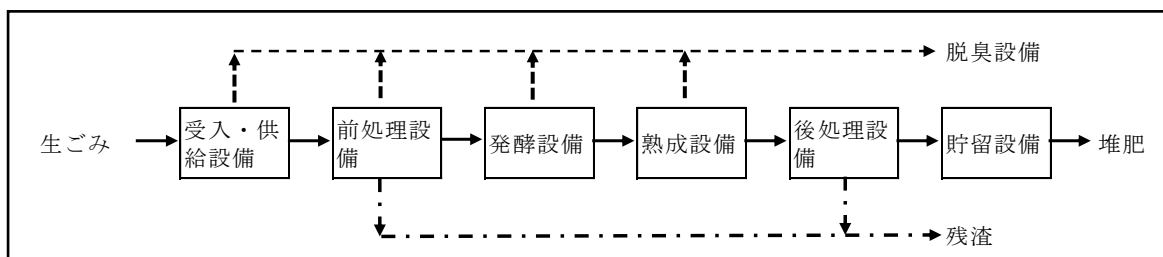 脱臭設備
生ごみ
受入・供
給設備
前処理設
備
発酵設備
熟成設備
後処理設
備
貯留設備
堆肥
残渣